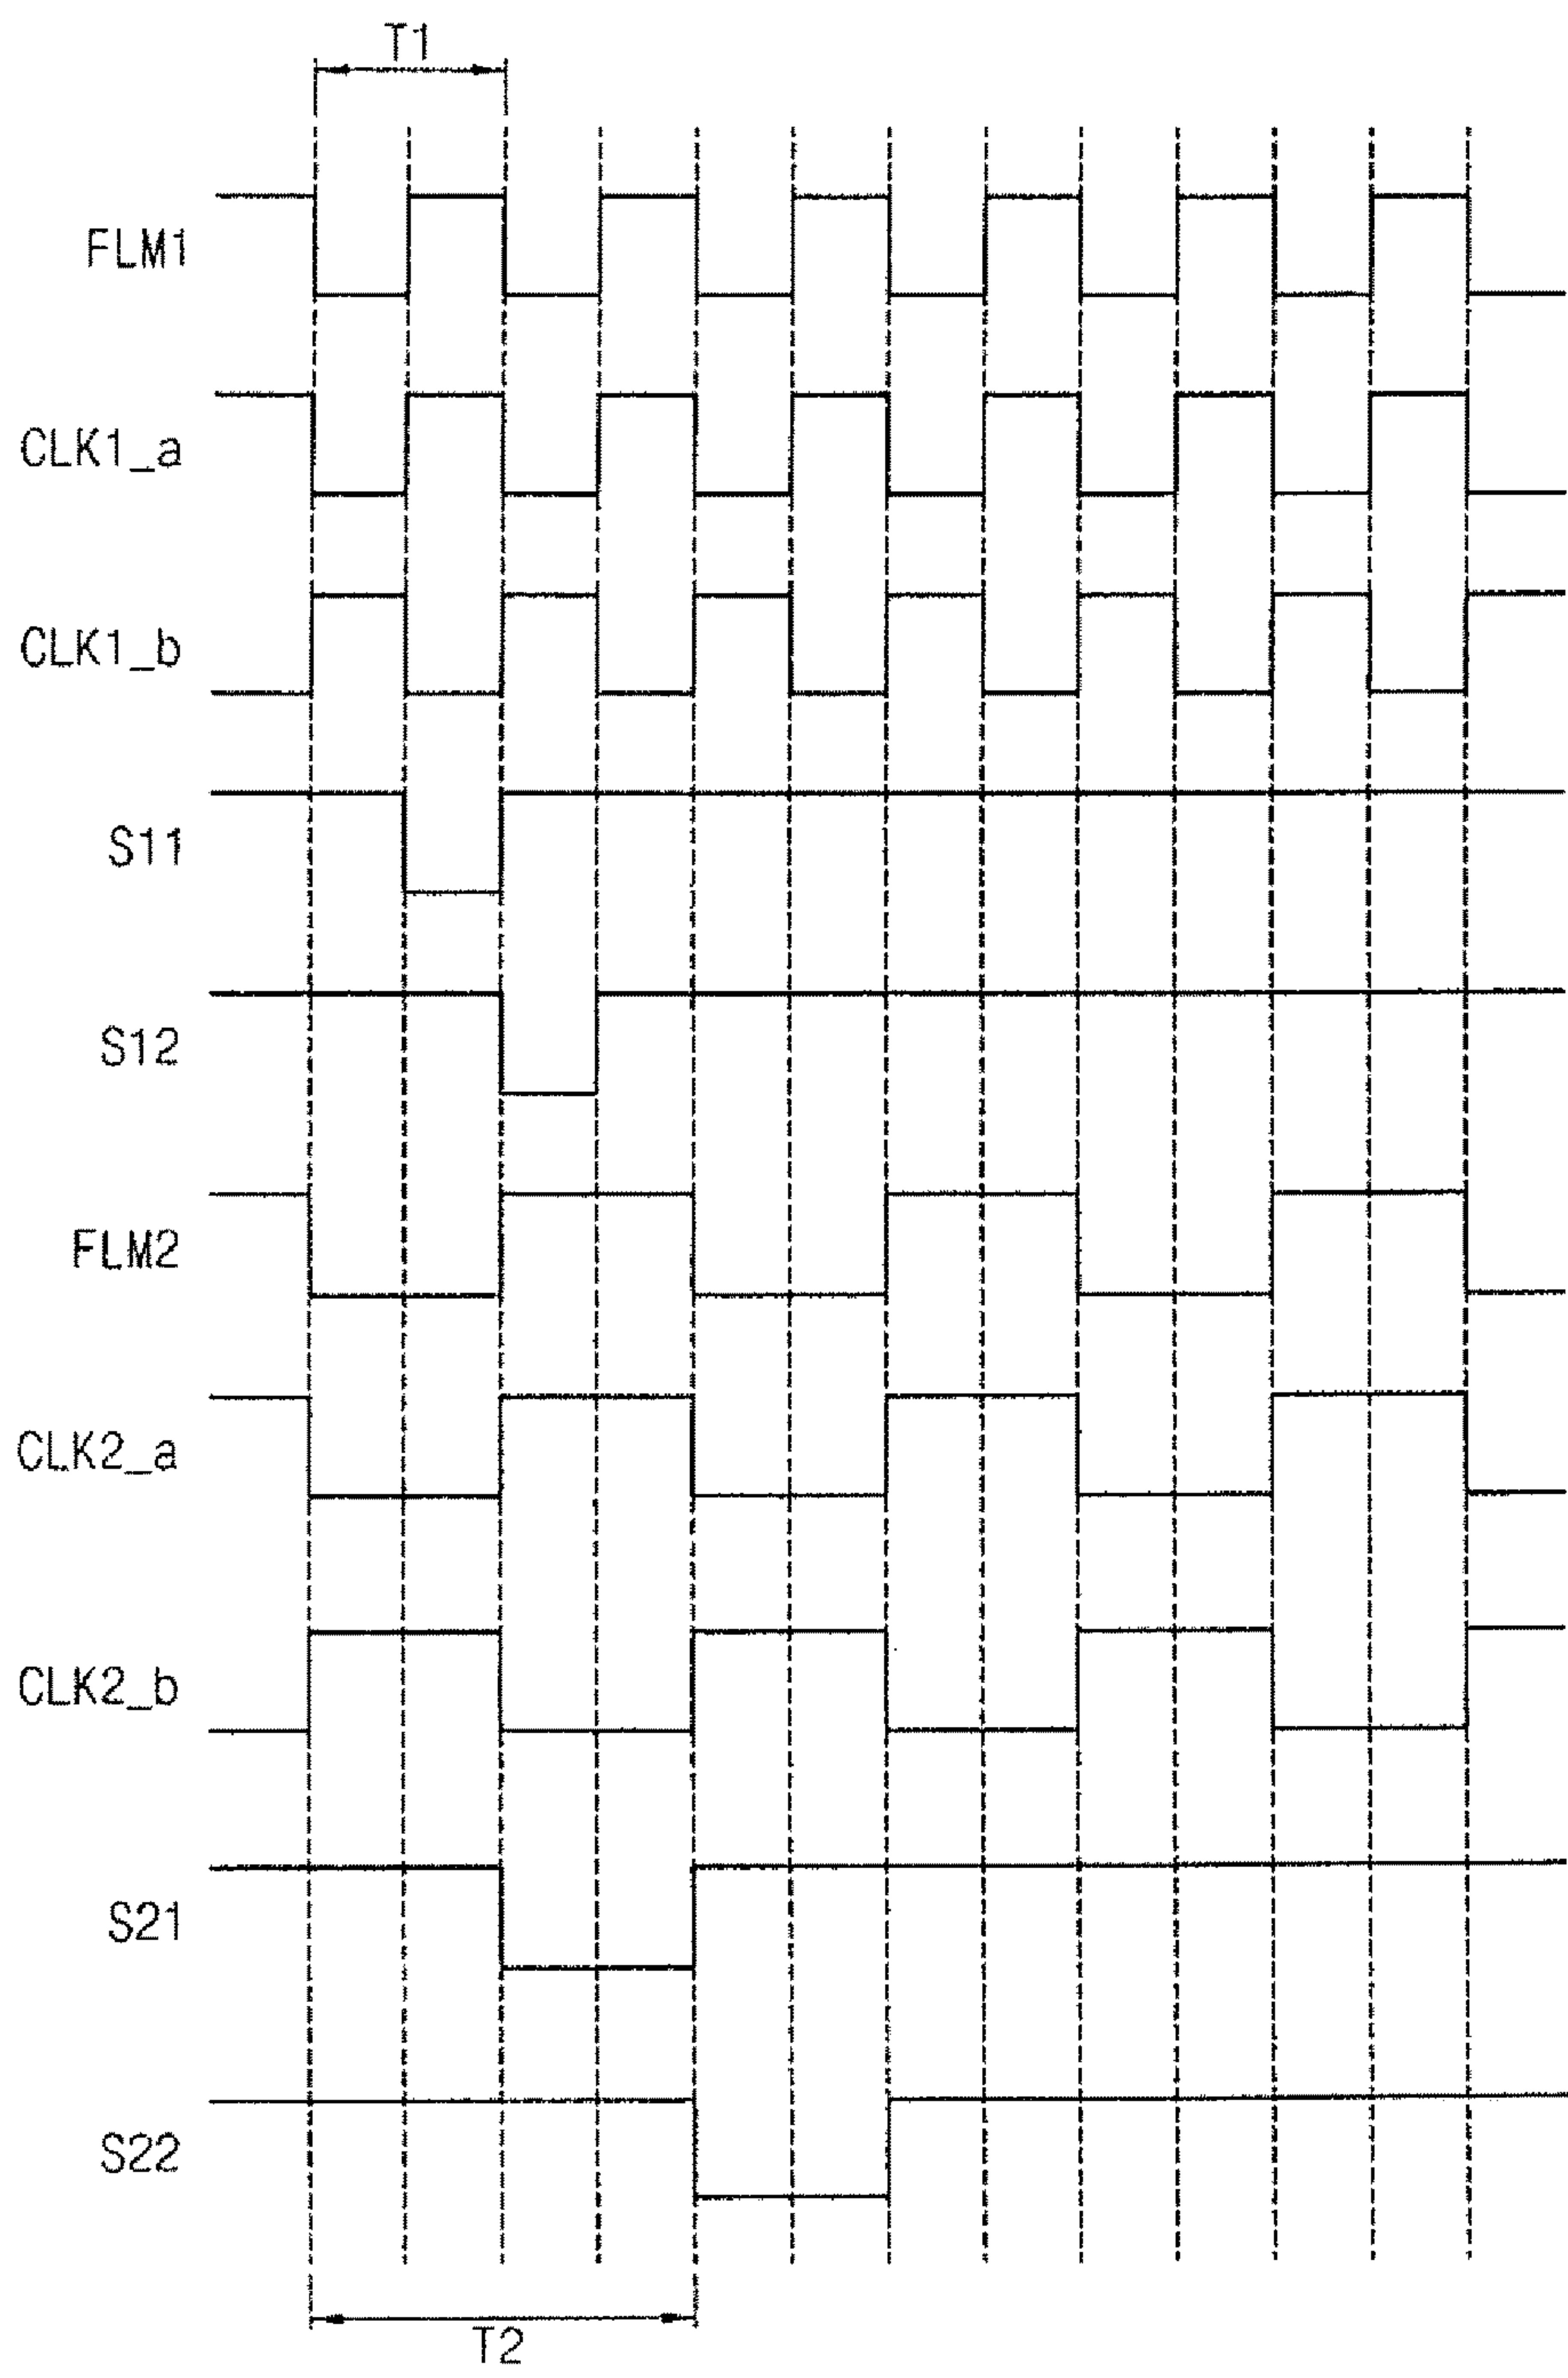 T1
FLM1
CLK1_a
CLK1_b
S11
S12
FLM2
CLK2_a
CLK2_b
S21
S22
T2